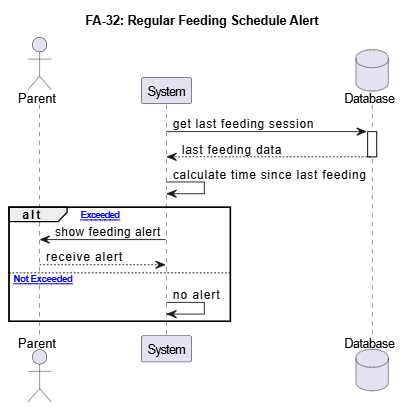 FA-32: Regular Feeding Schedule Alert
Parent
System
Database
get last feeding session
last feeding data
calculate time since last feeding
alt
Exceeded
show feeding alert
receive alert
Not Exceeded
no alert
Parent
System
Database